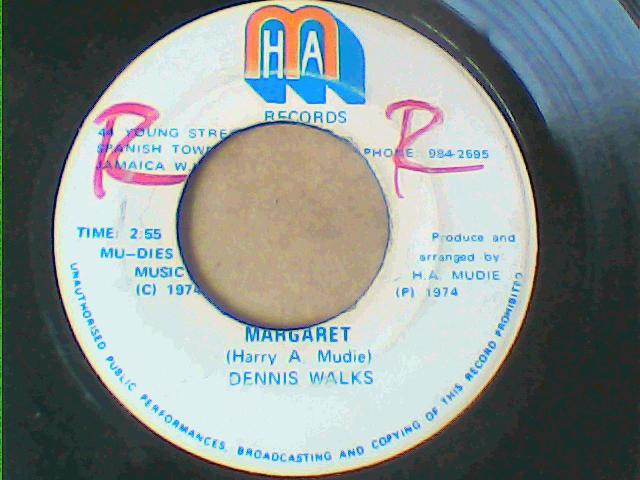 HAM
RECORDS
44 YOUNG STRE
SPANISH TOW
JAMAICA W.I
PHONE 984-2695
R R
TIME: 2:55
MU-DIES
MUSIC
(C) 1974
Produce and
arranged by
H.A. MUDIE
(P) 1974
MARGARET
(Harry A Mudie)
DENNIS WALKS
UNAUTHORISED PUBLIC PERFORMANCES, BROADCASTING AND COPYING OF THIS RECORD PROHIBITED